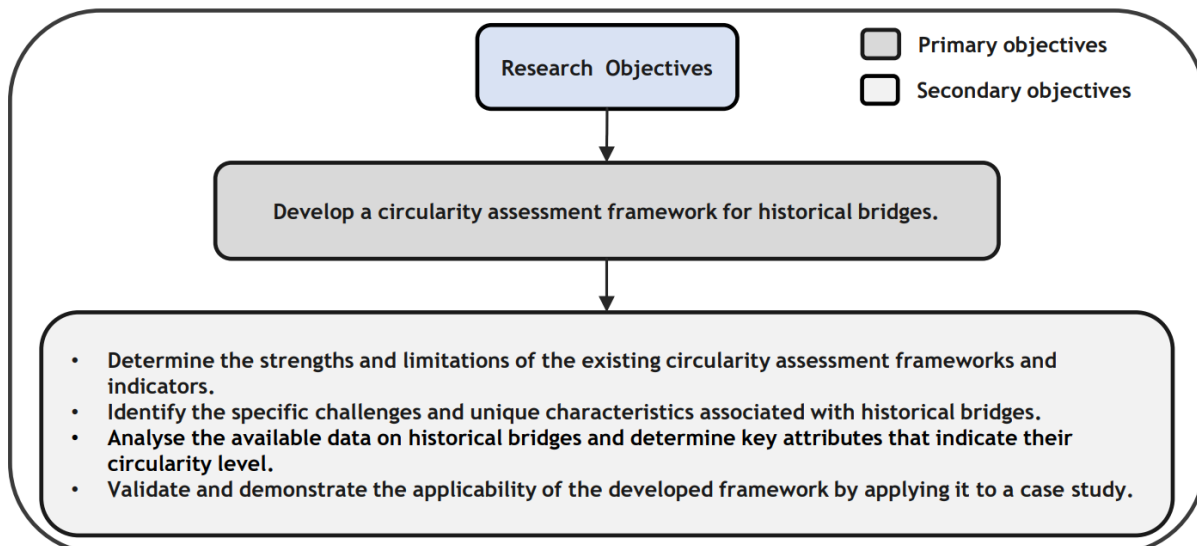 Research Objectives
Primary objectives
Secondary objectives
Develop a circularity assessment framework for historical bridges.
• Determine the strengths and limitations of the existing circularity assessment frameworks and
indicators.
• Identify the specific challenges and unique characteristics associated with historical bridges.
• Analyse the available data on historical bridges and determine key attributes that indicate their
circularity level.
• Validate and demonstrate the applicability of the developed framework by applying it to a case study.